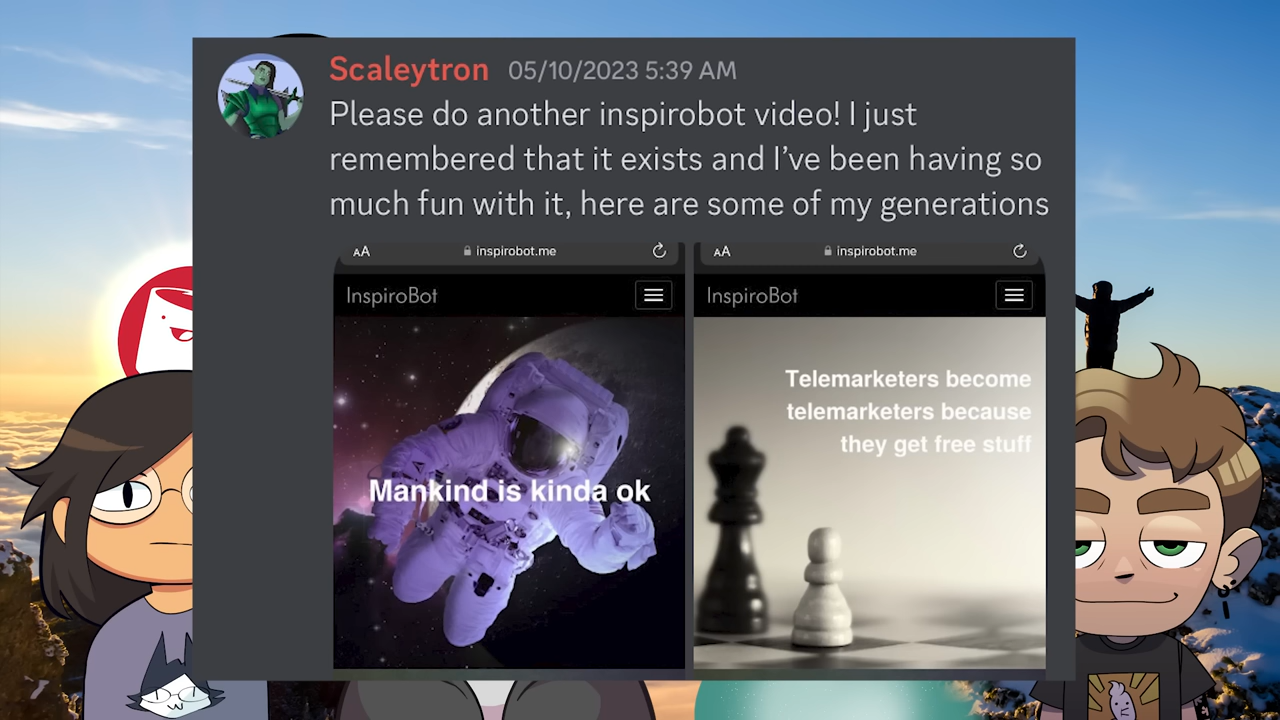 Scaleytron 05/10/2023 5:39 AM
Please do another inspirobot video! I just
remembered that it exists and I’ve been having so
much fun with it, here are some of my generations
AA inspirobot.me
InspiroBot
Mankind is kinda ok
AA inspirobot.me
InspiroBot
Telemarketers become
telemarketers because
they get free stuff